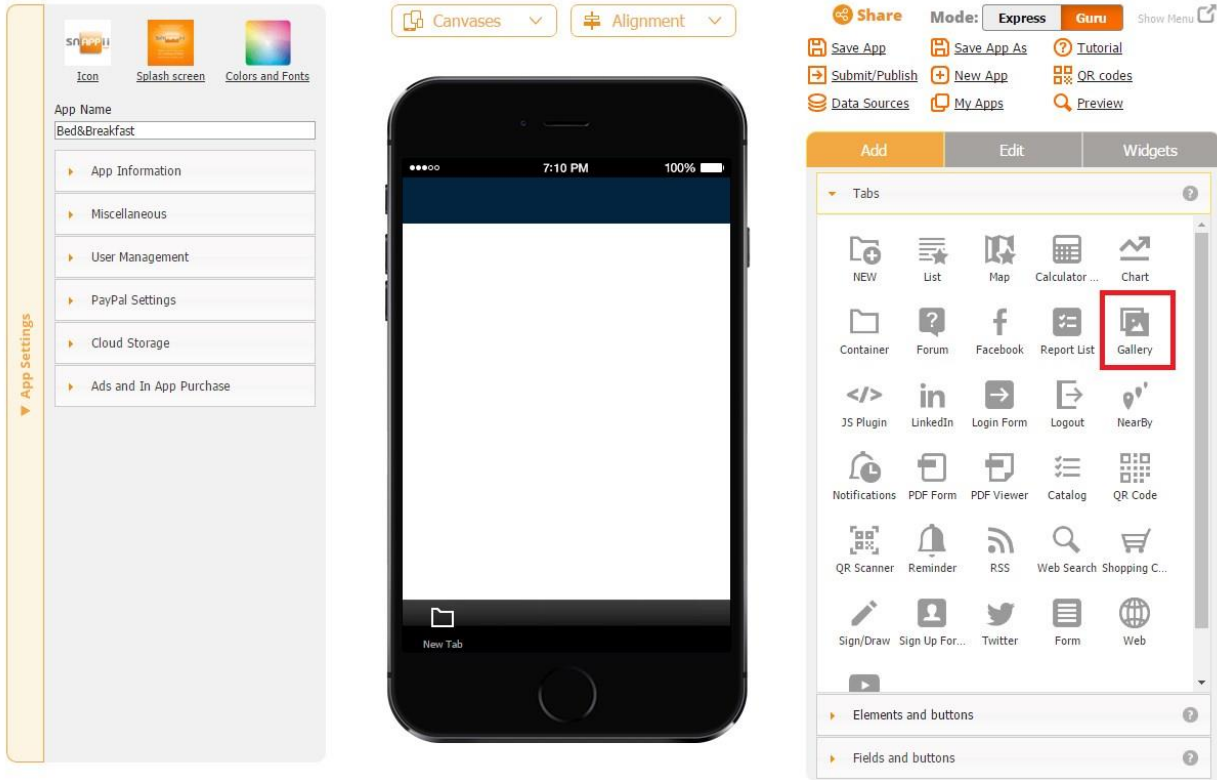 snappii
Icon
Splash screen
Colors and Fonts
App Name
Bed&Breakfast
App Information
Miscellaneous
User Management
PayPal Settings
Cloud Storage
Ads and In App Purchase
App Settings
Canvases
Alignment
7:10 PM
100%
New Tab
Share
Mode:
Express
Guru
Show Menu
Save App
Save App As
Tutorial
Submit/Publish
New App
QR codes
Data Sources
My Apps
Preview
Add
Edit
Widgets
Tabs
NEW
List
Map
Calculator ...
Chart
Container
Forum
Facebook
Report List
Gallery
JS Plugin
LinkedIn
Login Form
Logout
NearBy
Notifications
PDF Form
PDF Viewer
Catalog
QR Code
QR Scanner
Reminder
RSS
Web Search
Shopping C...
Sign/Draw
Sign Up For...
Twitter
Form
Web
Elements and buttons
Fields and buttons